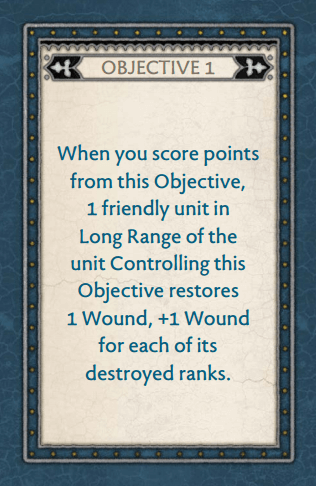 OBJECTIVE 1
When you score points
from this Objective,
1 friendly unit in
Long Range of the
unit Controlling this
Objective restores
1 Wound, +1 Wound
for each of its
destroyed ranks.